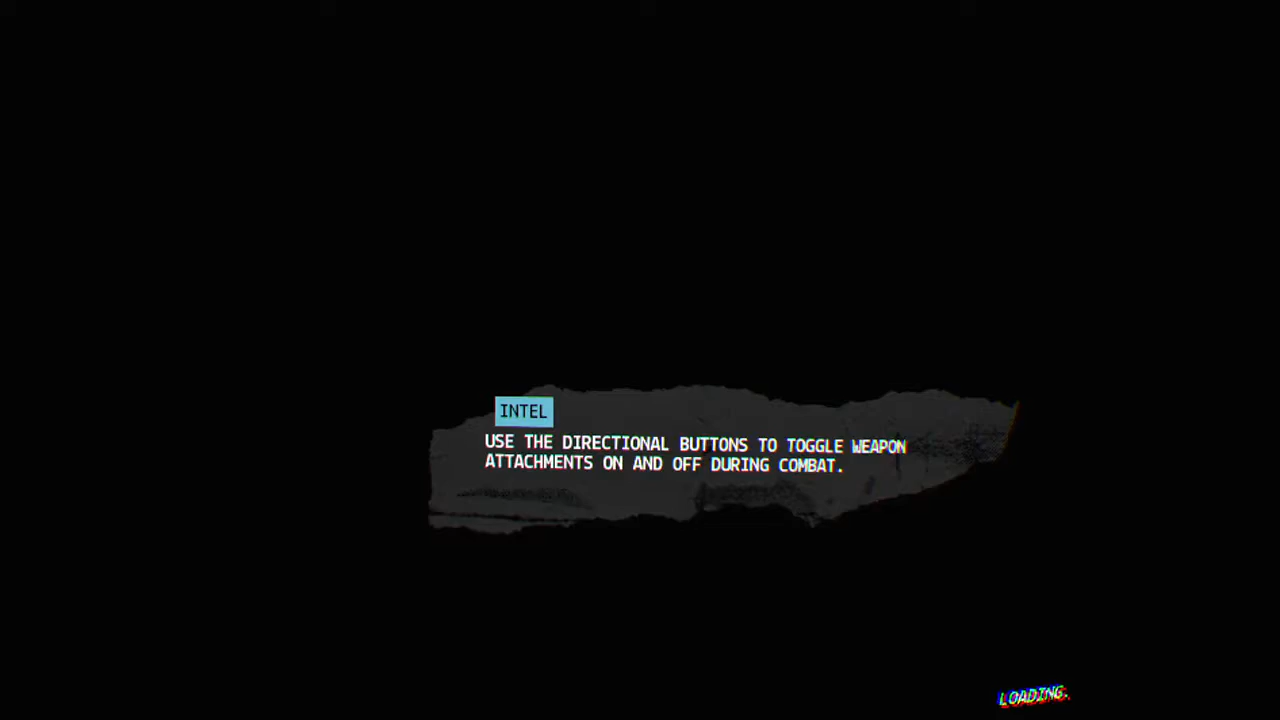 INTEL
USE THE DIRECTIONAL BUTTONS TO TOGGLE WEAPON
ATTACHMENTS ON AND OFF DURING COMBAT.
LOADING.